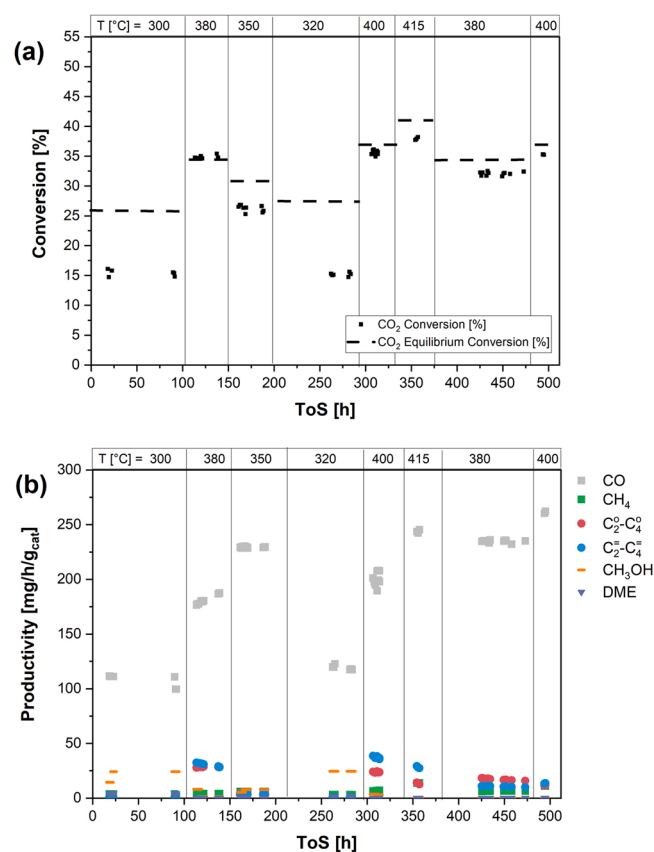 T [°C] = 300 380 350 320 400 415 380 400
(a)
55
50
45
40
35
30
25
20
15
10
5
0
Conversion [%]
CO₂ Conversion [%]
CO₂ Equilibrium Conversion [%]
0 50 100 150 200 250 300 350 400 450 500
ToS [h]
T [°C] = 300 380 350 320 400 415 380 400
(b)
300
250
200
150
100
50
0
Productivity [mg/h/g_cat]
CO
CH₄
C₂⁰-C₄⁰
C₂⁼-C₄⁼
CH₃OH
DME
0 50 100 150 200 250 300 350 400 450 500
ToS [h]